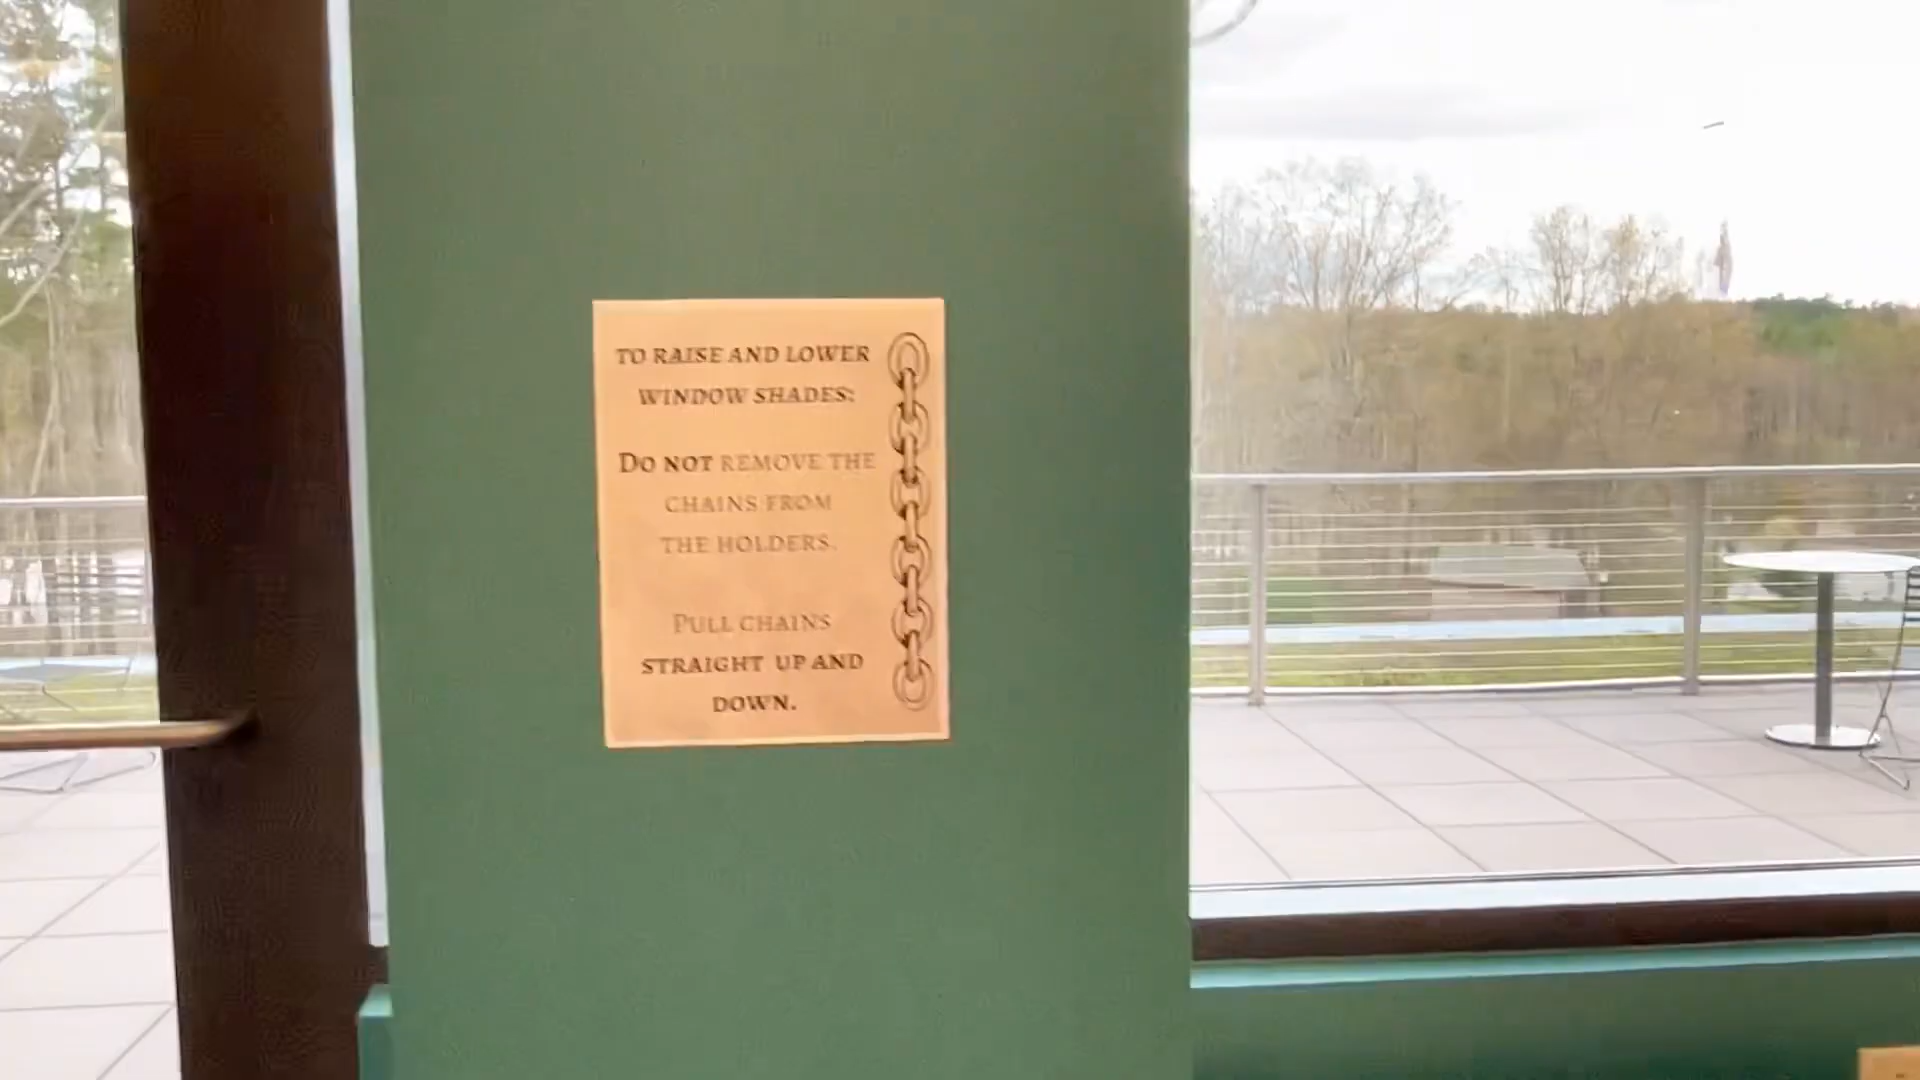 TO RAISE AND LOWER
WINDOW SHADES:
DO NOT REMOVE THE
CHAINS FROM
THE HOLDERS.
PULL CHAINS
STRAIGHT UP AND
DOWN.